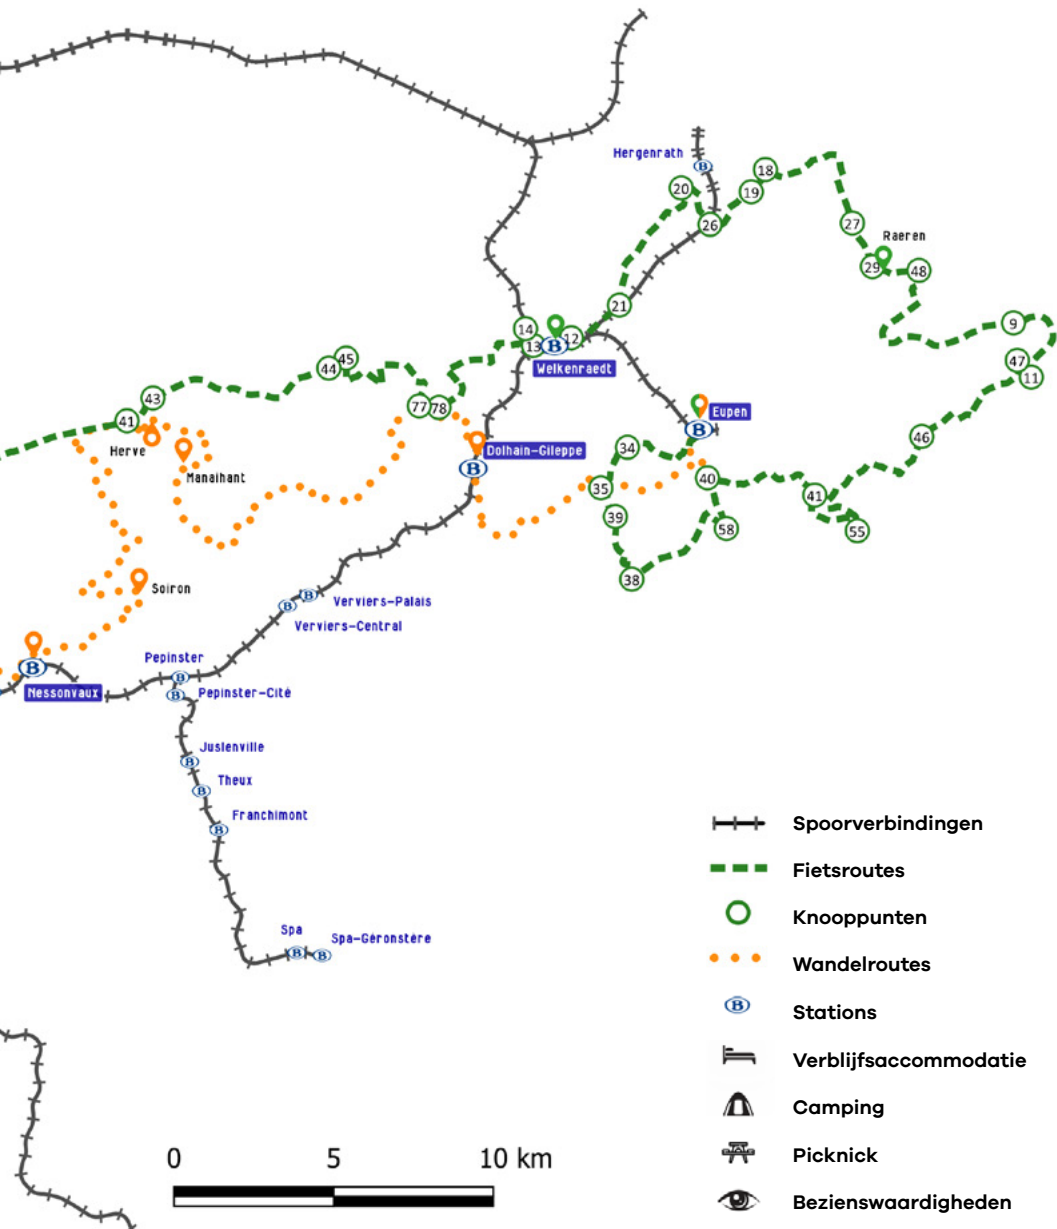 Hergenrath
B
20
18
19
26
27
Raeren
29
48
21
9
14
12
13
B
Welkenraedt
45
44
47
11
43
77
78
41
Herve
Manaihant
Eupen
B
34
46
Dolhain-Gileppe
B
35
40
41
39
58
55
38
Soiron
B
Verviers-Palais
B
Verviers-Central
B
Nessonvaux
Pepinster
B
B
Pepinster-Cité
Juslenville
B
Theux
B
Franchimont
B
Spa
B
Spa-Géronstère
B
Spoorverbindingen
Fietsroutes
Knooppunten
Wandelroutes
B
Stations
Verblijfsaccommodatie
Camping
Picknick
Bezienswaardigheden
0 5 10 km